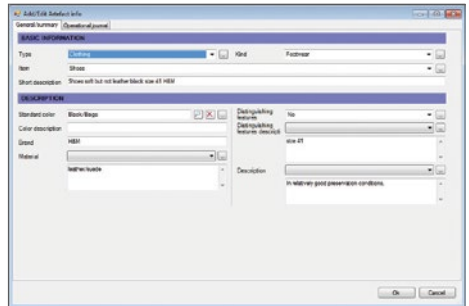 Add/Edit Artefact info
General/summary Operational journal
BASIC INFORMATION
Type Clothing Kind Footwear
Item Shoes
Short description Shoes soft but not leather black size 41 H&M
DESCRIPTION
Standard color Black/Beige Distinguishing features No
Color description Distinguishing features descripti
Brand H&M size 41
Material Description
leather/suede In relatively good preservation conditions.
Ok Cancel